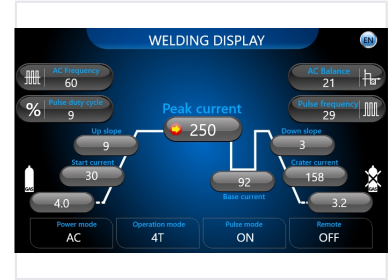 WELDING DISPLAY
EN
AC Frequency
60
AC Balance
21
Pulse duty cycle
%
9
Pulse frequency
29
Peak current
250
Up slope
9
Down slope
3
Start current
30
Crater current
158
92
Base current
GAS
4.0
3.2
GAS
Power mode
AC
Operation mode
4T
Pulse mode
ON
Remote
OFF